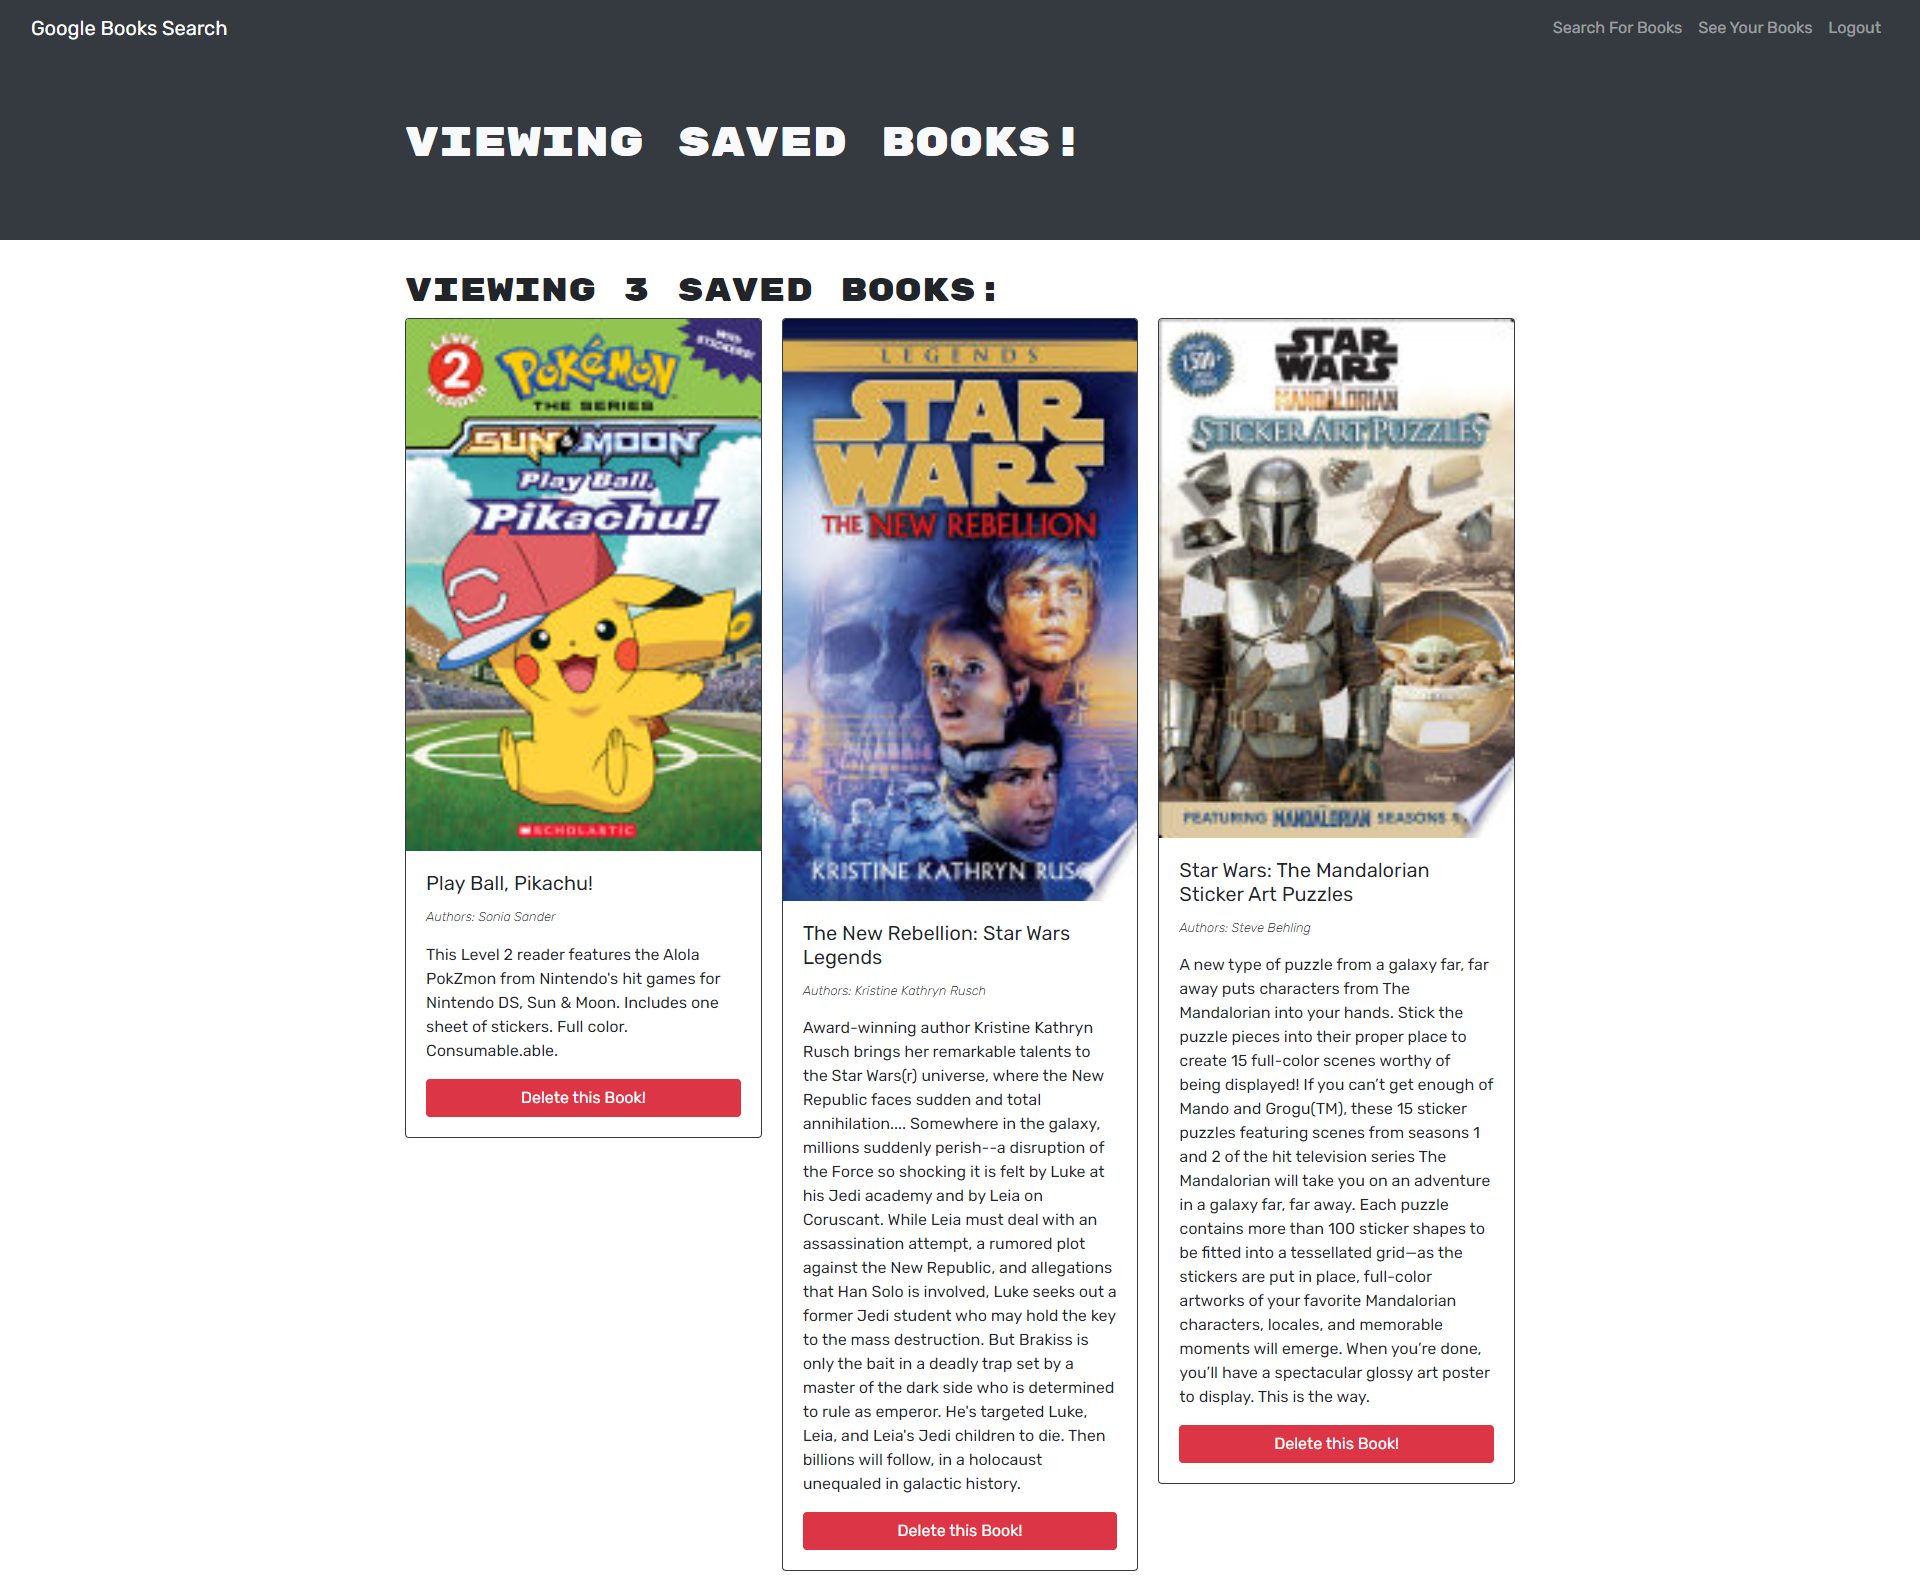 Google Books Search
Search For Books
See Your Books
Logout
VIEWING SAVED BOOKS!
VIEWING 3 SAVED BOOKS:
LEVEL
2
READER
WITH
STICKERS!
POKéMON
THE SERIES
SUN & MOON
Play Ball,
Pikachu!
SCHOLASTIC
Play Ball, Pikachu!
Authors: Sonia Sander
This Level 2 reader features the Alola
PokZmon from Nintendo's hit games for
Nintendo DS, Sun & Moon. Includes one
sheet of stickers. Full color.
Consumable.able.
Delete this Book!
LEGENDS
STAR
WARS
THE NEW REBELLION
KRISTINE KATHRYN RUSC
The New Rebellion: Star Wars
Legends
Authors: Kristine Kathryn Rusch
Award-winning author Kristine Kathryn
Rusch brings her remarkable talents to
the Star Wars(r) universe, where the New
Republic faces sudden and total
annihilation.... Somewhere in the galaxy,
millions suddenly perish--a disruption of
the Force so shocking it is felt by Luke at
his Jedi academy and by Leia on
Coruscant. While Leia must deal with an
assassination attempt, a rumored plot
against the New Republic, and allegations
that Han Solo is involved, Luke seeks out a
former Jedi student who may hold the key
to the mass destruction. But Brakiss is
only the bait in a deadly trap set by a
master of the dark side who is determined
to rule as emperor. He's targeted Luke,
Leia, and Leia's Jedi children to die. Then
billions will follow, in a holocaust
unequaled in galactic history.
Delete this Book!
1,500+
STAR
WARS
THE
MANDALORIAN
STICKER ART PUZZLES
Disney
FEATURING MANDALORIAN SEASONS
Star Wars: The Mandalorian
Sticker Art Puzzles
Authors: Steve Behling
A new type of puzzle from a galaxy far, far
away puts characters from The
Mandalorian into your hands. Stick the
puzzle pieces into their proper place to
create 15 full-color scenes worthy of
being displayed! If you can’t get enough of
Mando and Grogu(TM), these 15 sticker
puzzles featuring scenes from seasons 1
and 2 of the hit television series The
Mandalorian will take you on an adventure
in a galaxy far, far away. Each puzzle
contains more than 100 sticker shapes to
be fitted into a tessellated grid—as the
stickers are put in place, full-color
artworks of your favorite Mandalorian
characters, locales, and memorable
moments will emerge. When you’re done,
you’ll have a spectacular glossy art poster
to display. This is the way.
Delete this Book!